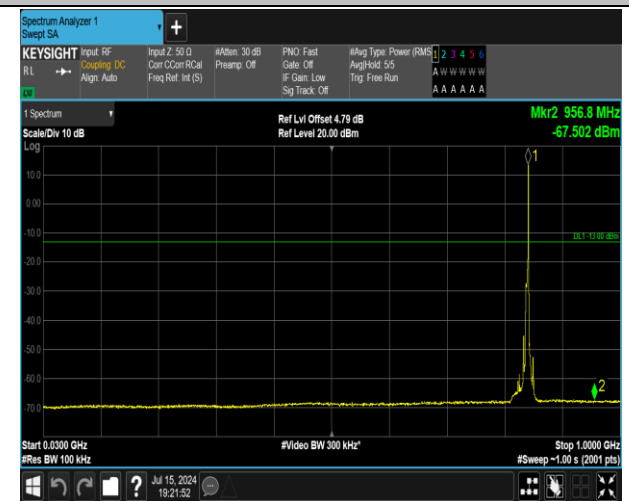 Spectrum Analyzer 1
Swept SA
KEYSIGHT
RL
LW
Input: RF
Coupling: DC
Align: Auto
Input Z: 50 Ω
Corr CCorr RCal
Freq Ref: Int (S)
#Atten: 30 dB
Preamp: Off
PNO: Fast
Gate: Off
IF Gain: Low
Sig Track: Off
#Avg Type: Power (RMS
Avg|Hold: 5/5
Trig: Free Run
1 2 3 4 5 6
A W W W W W
A A A A A A
1 Spectrum
Scale/Div 10 dB
Ref Lvl Offset 4.79 dB
Ref Level 20.00 dBm
Mkr2 956.8 MHz
-67.502 dBm
Log
1
10.0
0.00
-10.0
DL1 -13.00 dBm
-20.0
-30.0
-40.0
-50.0
-60.0
2
-70.0
Start 0.0300 GHz
#Res BW 100 kHz
#Video BW 300 kHz*
Stop 1.0000 GHz
#Sweep ~1.00 s (2001 pts)
?
Jul 15, 2024
19:21:52